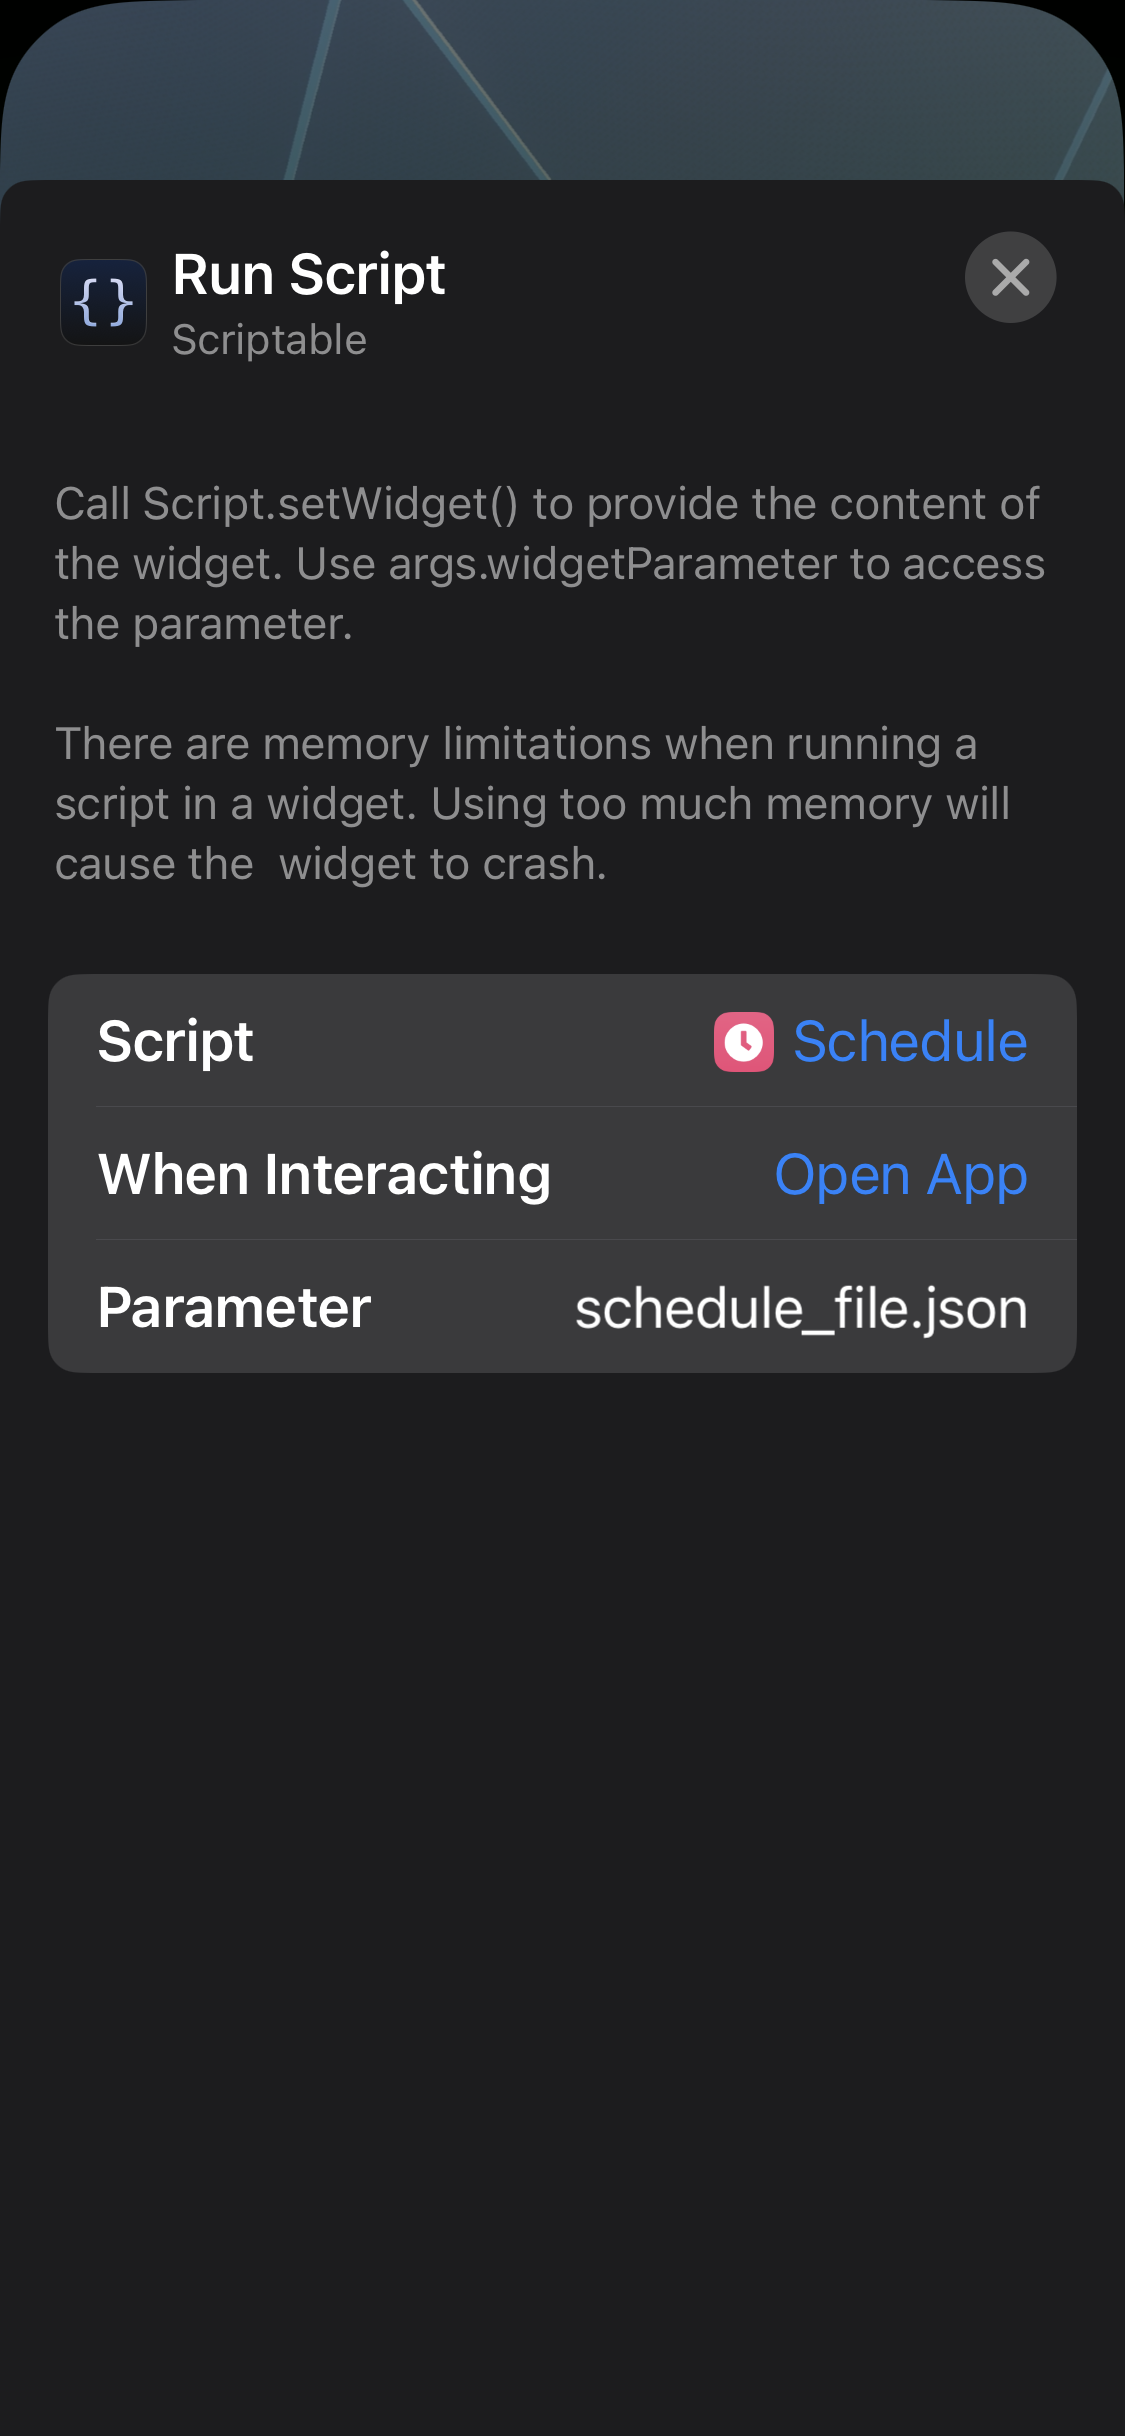 { }
Run Script
Scriptable
Call Script.setWidget() to provide the content of
the widget. Use args.widgetParameter to access
the parameter.
There are memory limitations when running a
script in a widget. Using too much memory will
cause the  widget to crash.
Script Schedule
When Interacting Open App
Parameter schedule_file.json